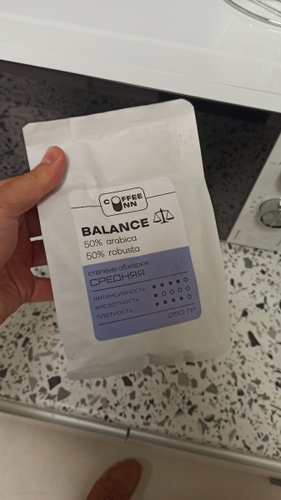 COFFEE
INN
BALANCE
50% arabica
50% robusta
степень обжарки:
СРЕДНЯЯ
интенсивность
кислотность
плотность
250 ГР